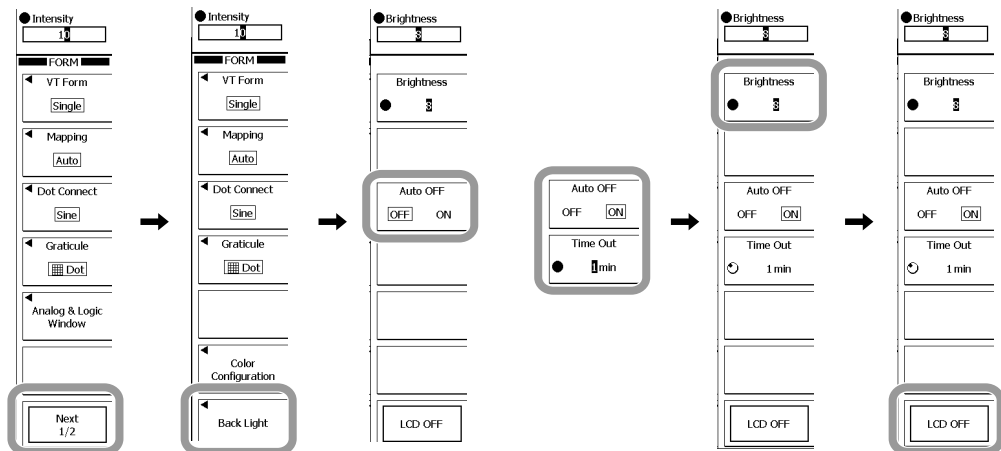 Intensity
10
FORM
VT Form
Single
Mapping
Auto
Dot Connect
Sine
Graticule
Dot
Analog & Logic
Window
Next
1/2
Intensity
10
FORM
VT Form
Single
Mapping
Auto
Dot Connect
Sine
Graticule
Dot
Color
Configuration
Back Light
Brightness
8
Brightness
8
Auto OFF
OFF ON
LCD OFF
Auto OFF
OFF ON
Time Out
1 min
Brightness
8
Brightness
8
Auto OFF
OFF ON
Time Out
1 min
LCD OFF
Brightness
8
Brightness
8
Auto OFF
OFF ON
Time Out
1 min
LCD OFF